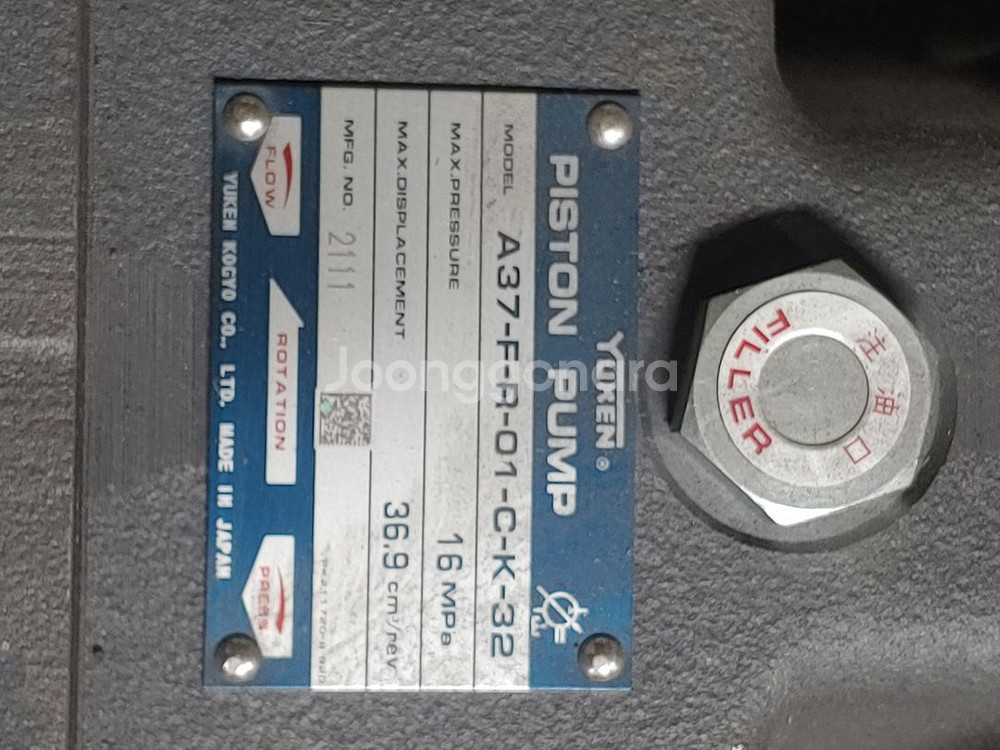 YUKEN®
PISTON PUMP
MODEL A37-F-R-01-C-K-32
MAX.PRESSURE 16 MPa
MAX.DISPLACEMENT 36.9 cm³/rev
MFG. NO. 2111
FLOW
ROTATION
PRESS
YUKEN KOGYO CO., LTD. MADE IN JAPAN
注油口
FILLER
Joonggonara